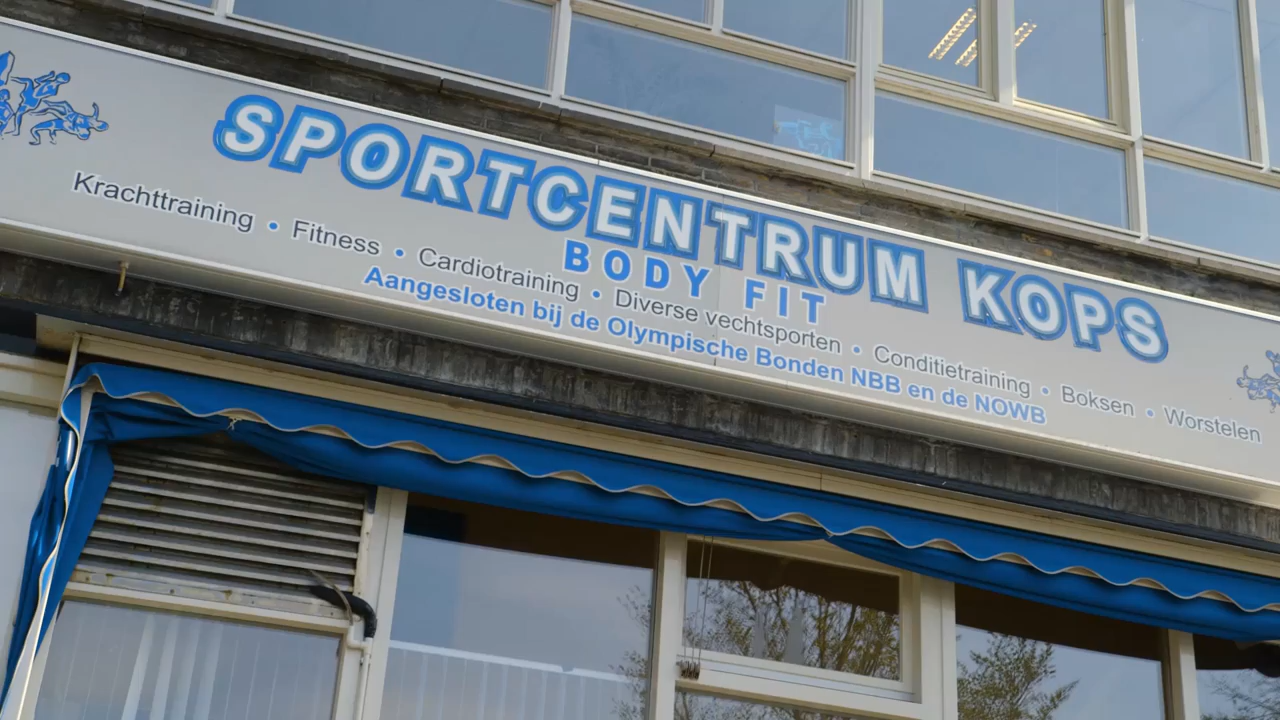 SPORTCENTRUM KOPS
BODY FIT
Krachttraining • Fitness • Cardiotraining • Diverse vechtsporten • Conditietraining • Boksen • Worstelen
Aangesloten bij de Olympische Bonden NBB en de NOWB